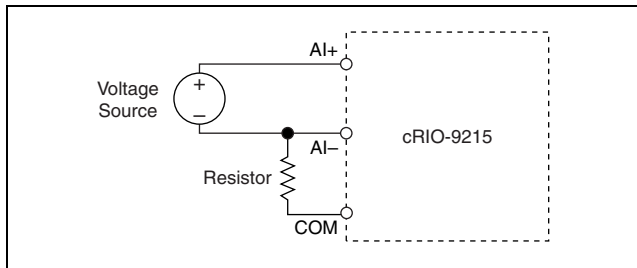 AI+
Voltage
Source
+
–
AI–
cRIO-9215
Resistor
COM